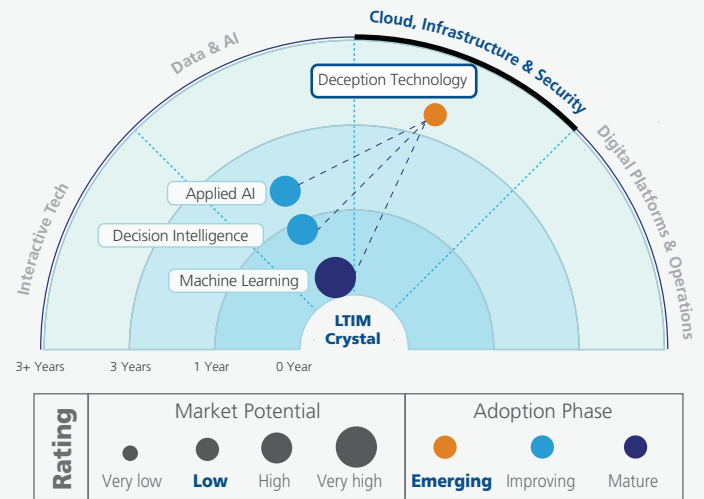 Cloud, Infrastructure & Security
Data & AI
Deception Technology
Digital Platforms & Operations
Interactive Tech
Applied AI
Decision Intelligence
Machine Learning
LTIM
Crystal
3+ Years
3 Years
1 Year
0 Year
Rating
Market Potential
Adoption Phase
Very low
Low
High
Very high
Emerging
Improving
Mature